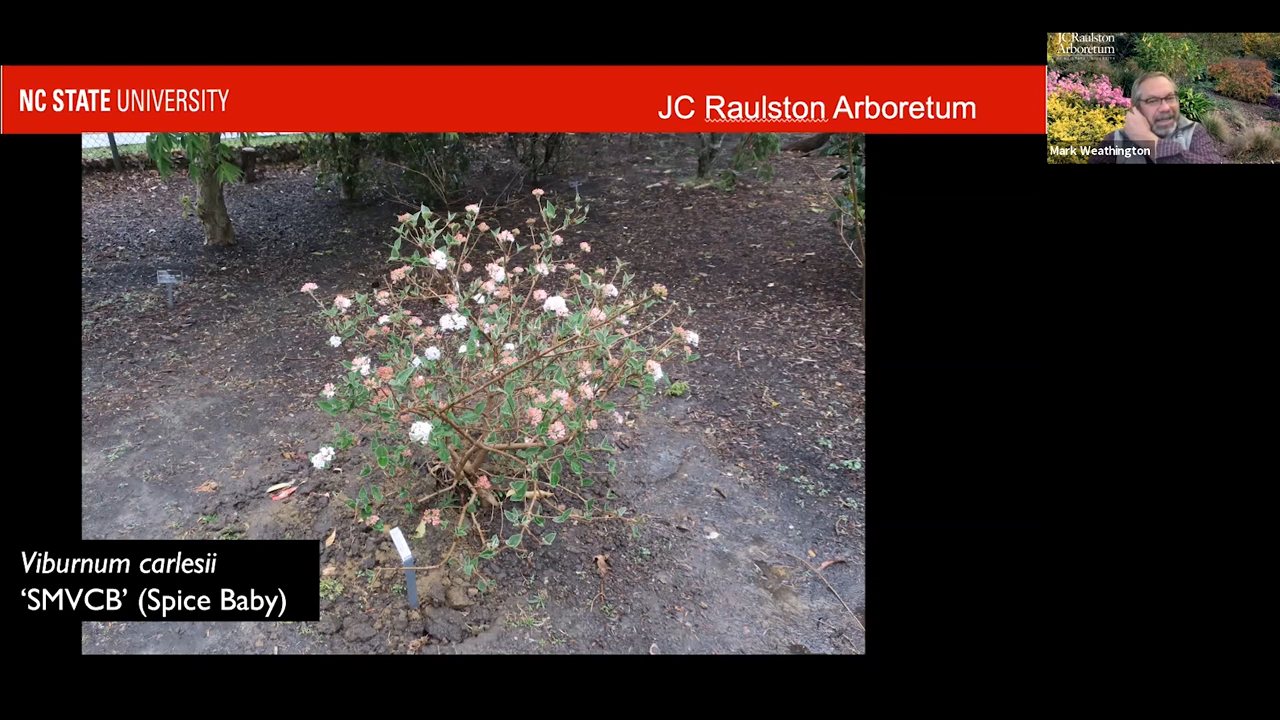 NC STATE UNIVERSITY
JC Raulston Arboretum
JC Raulston
Arboretum
Mark Weathington
Viburnum carlesii
‘SMVCB’ (Spice Baby)